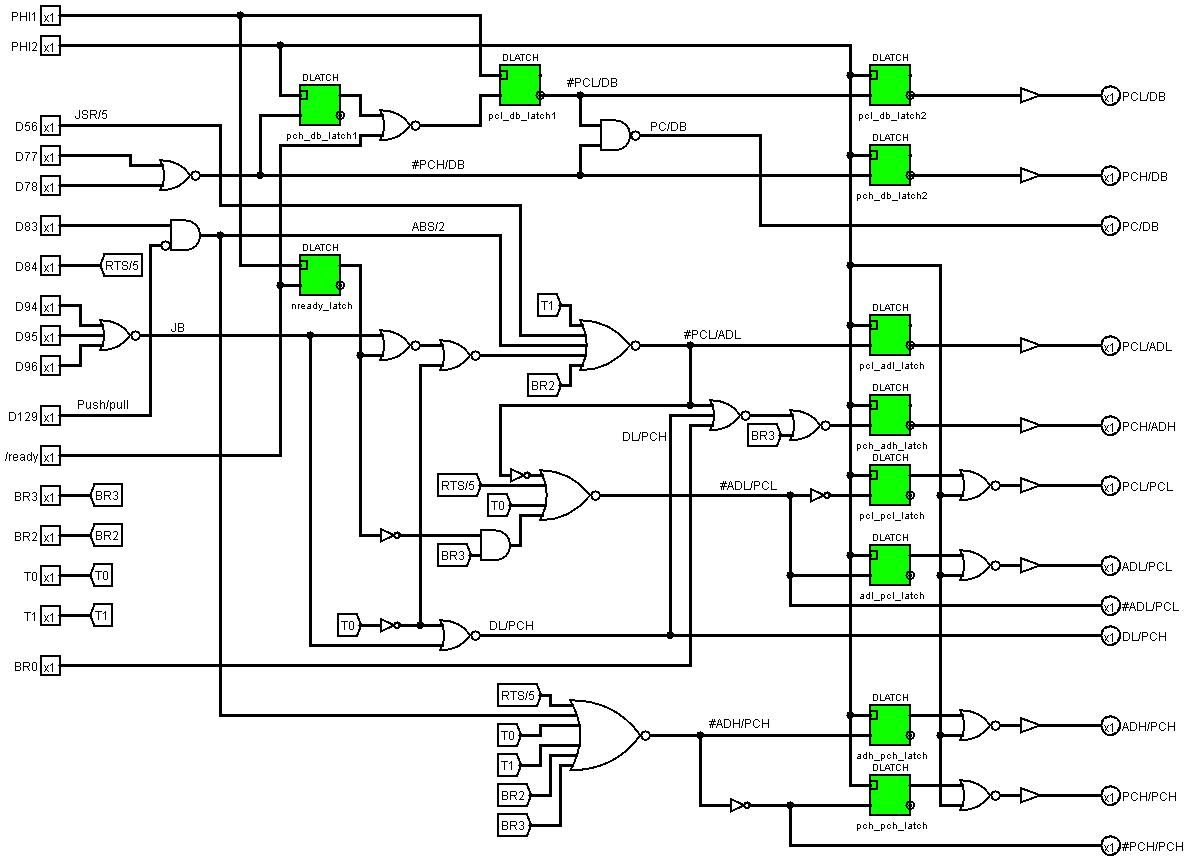 PHI1 x1
PHI2 x1
DLATCH
DLATCH
DLATCH
#PCL/DB
x1 PCL/DB
pcl_db_latch1
pcl_db_latch2
JSR/5
D56 x1
pch_db_latch1
PC/DB
D77 x1
DLATCH
#PCH/DB
x1 PCH/DB
D78 x1
pch_db_latch2
D83 x1
ABS/2
x1 PC/DB
DLATCH
D84 x1
RTS/5
nready_latch
D94 x1
T1
DLATCH
JB
D95 x1
#PCL/ADL
x1 PCL/ADL
D96 x1
pcl_adl_latch
BR2
DLATCH
Push/pull
D129 x1
x1 PCH/ADH
DL/PCH
BR3
pch_adh_latch
/ready x1
DLATCH
RTS/5
#ADL/PCL
x1 PCL/PCL
BR3 x1
BR3
T0
pcl_pcl_latch
BR2 x1
BR2
DLATCH
BR3
x1 ADL/PCL
T0 x1
T0
adl_pcl_latch
x1 #ADL/PCL
T1 x1
T1
T0
DL/PCH
x1 DL/PCH
BR0 x1
RTS/5
DLATCH
#ADH/PCH
x1 ADH/PCH
T0
adh_pch_latch
T1
DLATCH
BR2
x1 PCH/PCH
BR3
pch_pch_latch
x1 #PCH/PCH